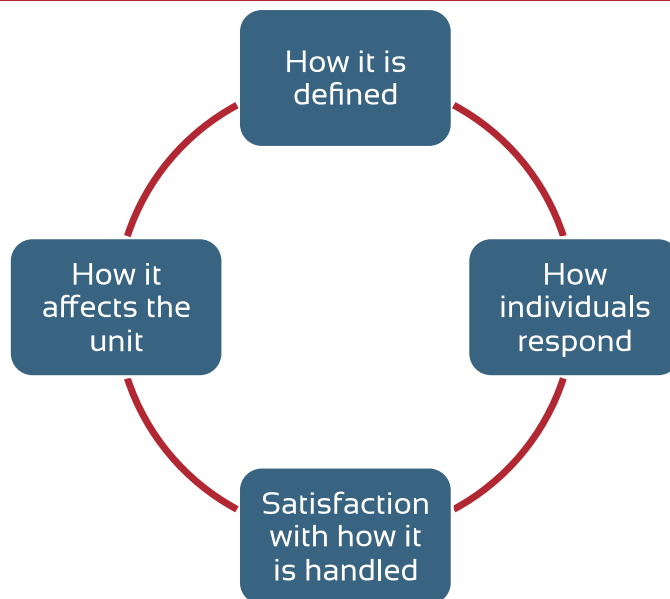 How it is
defined
How it
affects the
unit
How
individuals
respond
Satisfaction
with how it
is handled